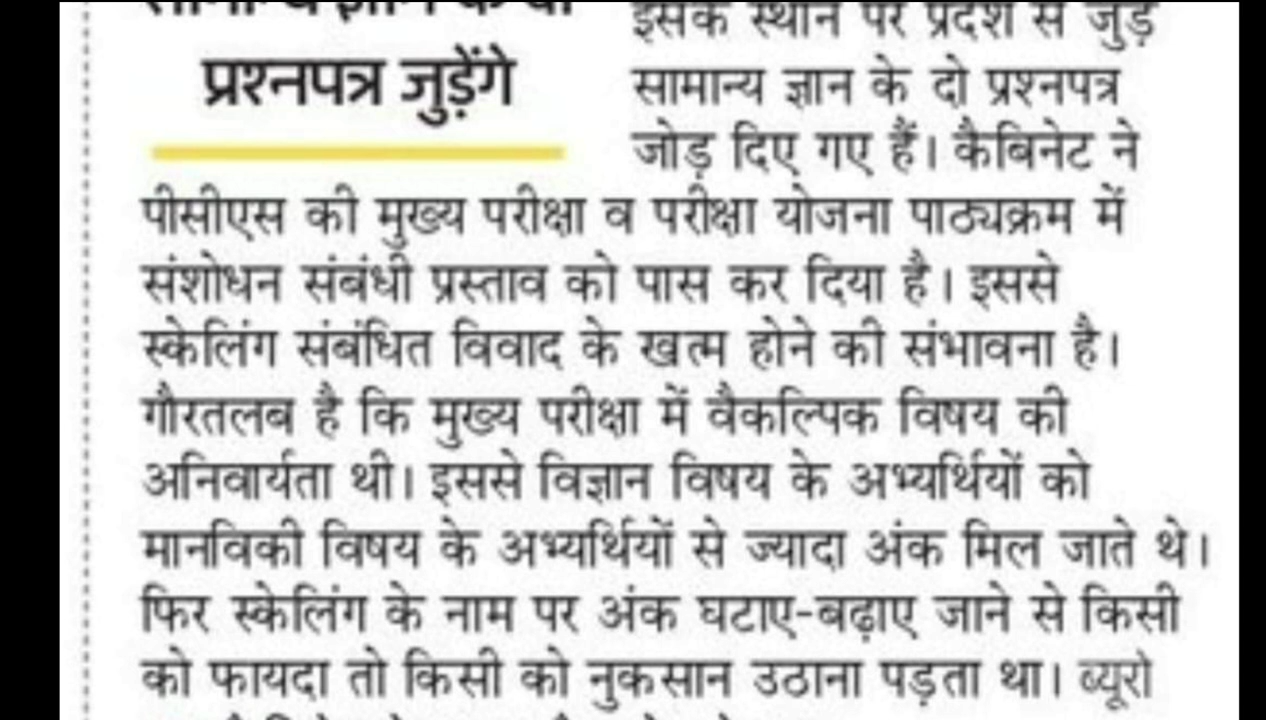 सामान्य ज्ञान के दो
प्रश्नपत्र जुड़ेंगे
इसके स्थान पर प्रदेश से जुड़े
सामान्य ज्ञान के दो प्रश्नपत्र
जोड़ दिए गए हैं। कैबिनेट ने
पीसीएस की मुख्य परीक्षा व परीक्षा योजना पाठ्यक्रम में
संशोधन संबंधी प्रस्ताव को पास कर दिया है। इससे
स्केलिंग संबंधित विवाद के खत्म होने की संभावना है।
गौरतलब है कि मुख्य परीक्षा में वैकल्पिक विषय की
अनिवार्यता थी। इससे विज्ञान विषय के अभ्यर्थियों को
मानविकी विषय के अभ्यर्थियों से ज्यादा अंक मिल जाते थे।
फिर स्केलिंग के नाम पर अंक घटाए-बढ़ाए जाने से किसी
को फायदा तो किसी को नुकसान उठाना पड़ता था। ब्यूरो